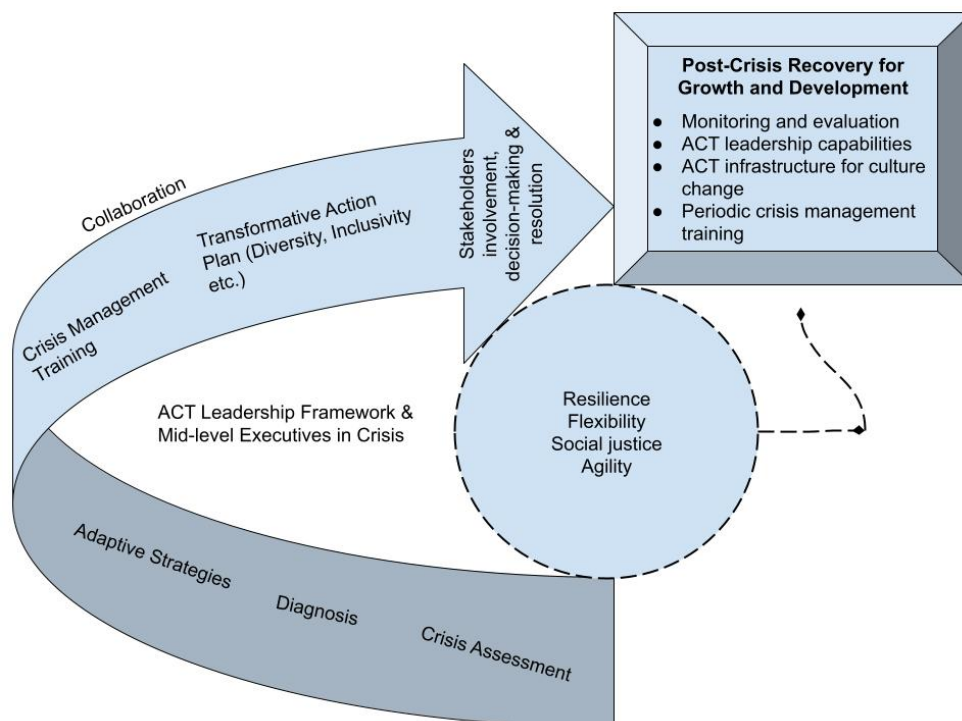 Post-Crisis Recovery for
Growth and Development
● Monitoring and evaluation
● ACT leadership capabilities
● ACT infrastructure for culture
change
● Periodic crisis management
training
Stakeholders
involvement,
decision-making &
resolution
Collaboration
Transformative Action
Plan (Diversity, Inclusivity
etc.)
Crisis Management
Training
ACT Leadership Framework &
Mid-level Executives in Crisis
Resilience
Flexibility
Social justice
Agility
Adaptive Strategies
Diagnosis
Crisis Assessment